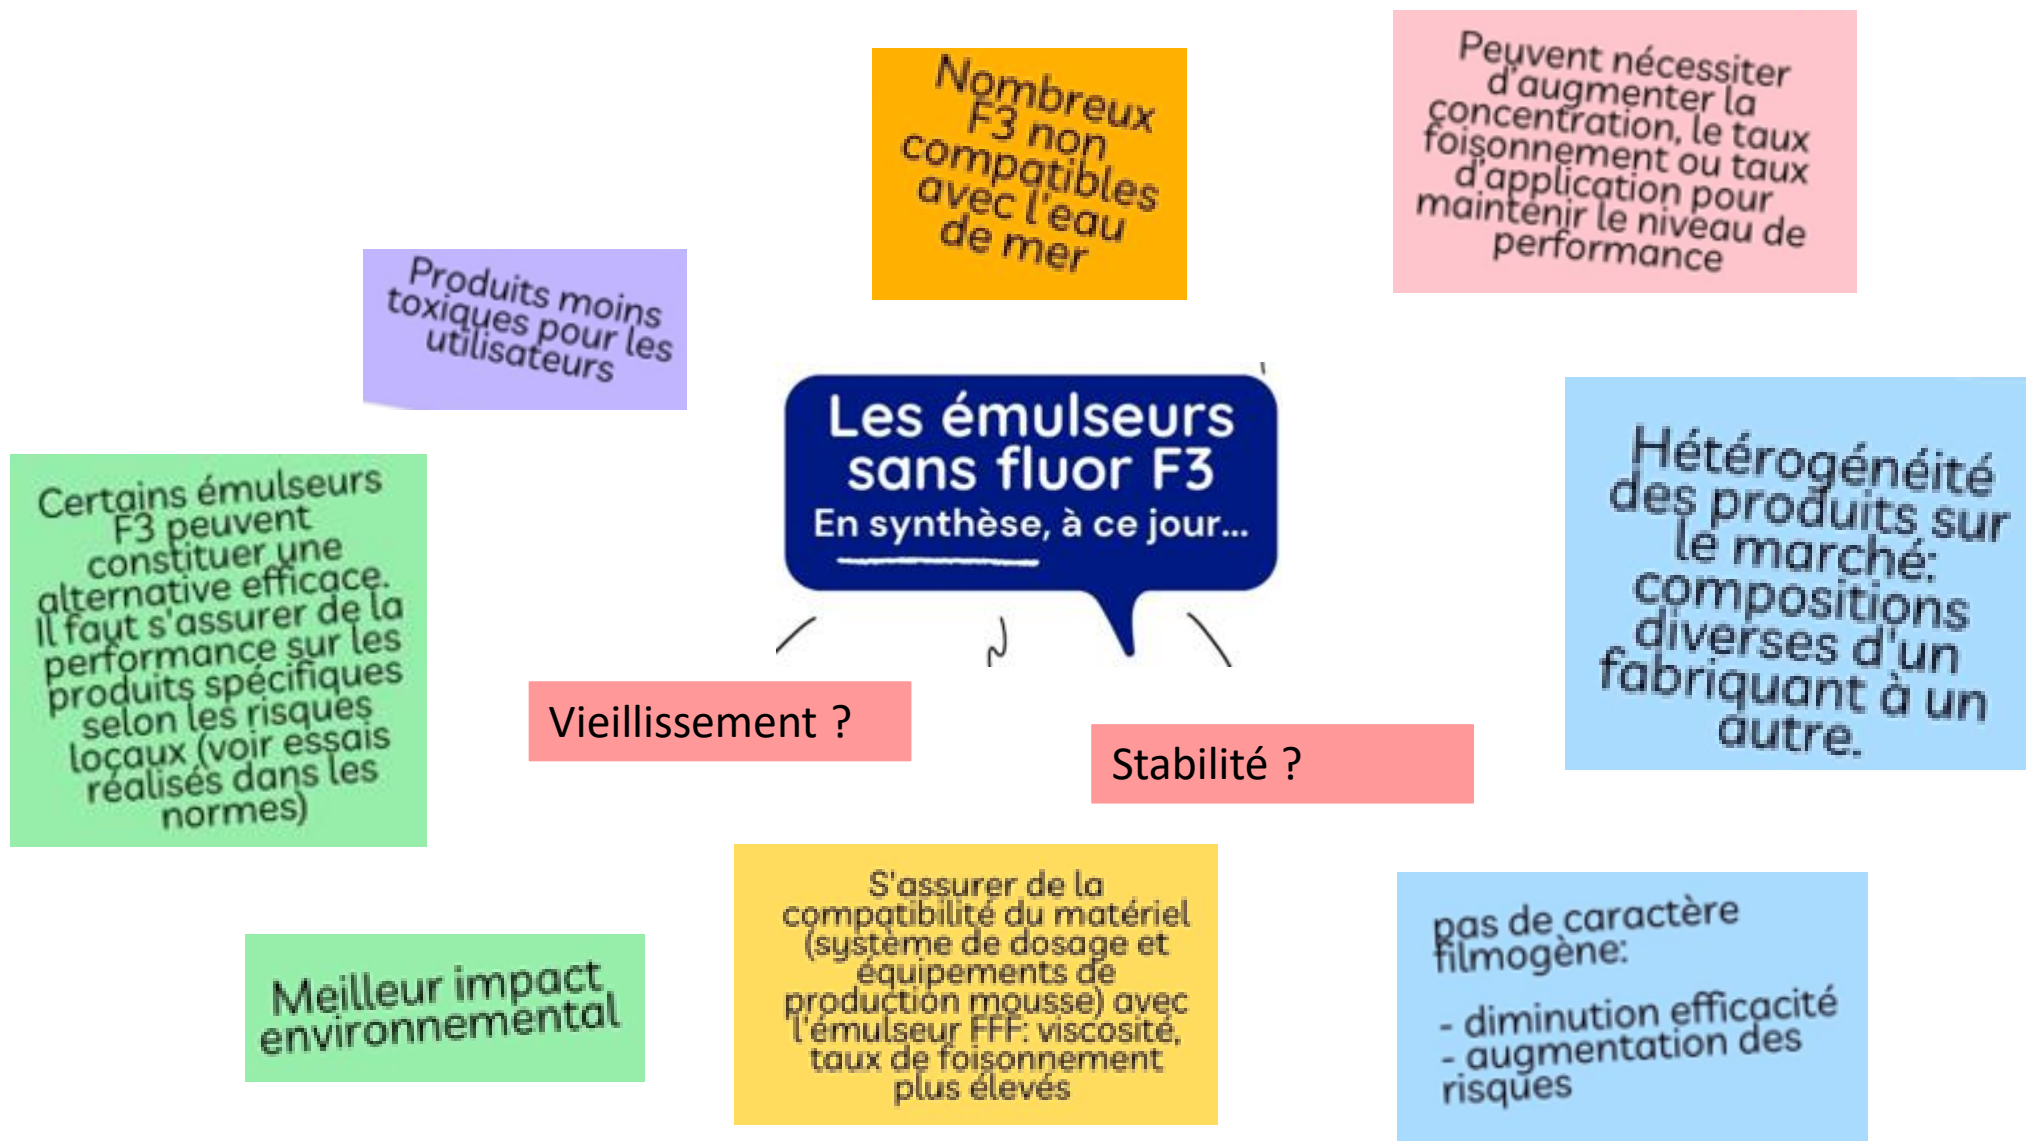 Nombreux
F3 non
compatibles
avec l'eau
de mer
Peuvent nécessiter
d'augmenter la
concentration, le taux
foisonnement ou taux
d'application pour
maintenir le niveau de
performance
Produits moins
toxiques pour les
utilisateurs
Les émulseurs
sans fluor F3
En synthèse, à ce jour...
Hétérogénéité
des produits sur
le marché:
compositions
diverses d'un
fabriquant à un
autre.
Certains émulseurs
F3 peuvent
constituer une
alternative efficace.
Il faut s'assurer de la
performance sur les
produits spécifiques
selon les risques
locaux (voir essais
réalisés dans les
normes)
Vieillissement ?
Stabilité ?
S'assurer de la
compatibilité du matériel
(système de dosage et
équipements de
production mousse) avec
l'émulseur FFF: viscosité,
taux de foisonnement
plus élevés
pas de caractère
filmogène:
- diminution efficacité
- augmentation des
risques
Meilleur impact
environnemental